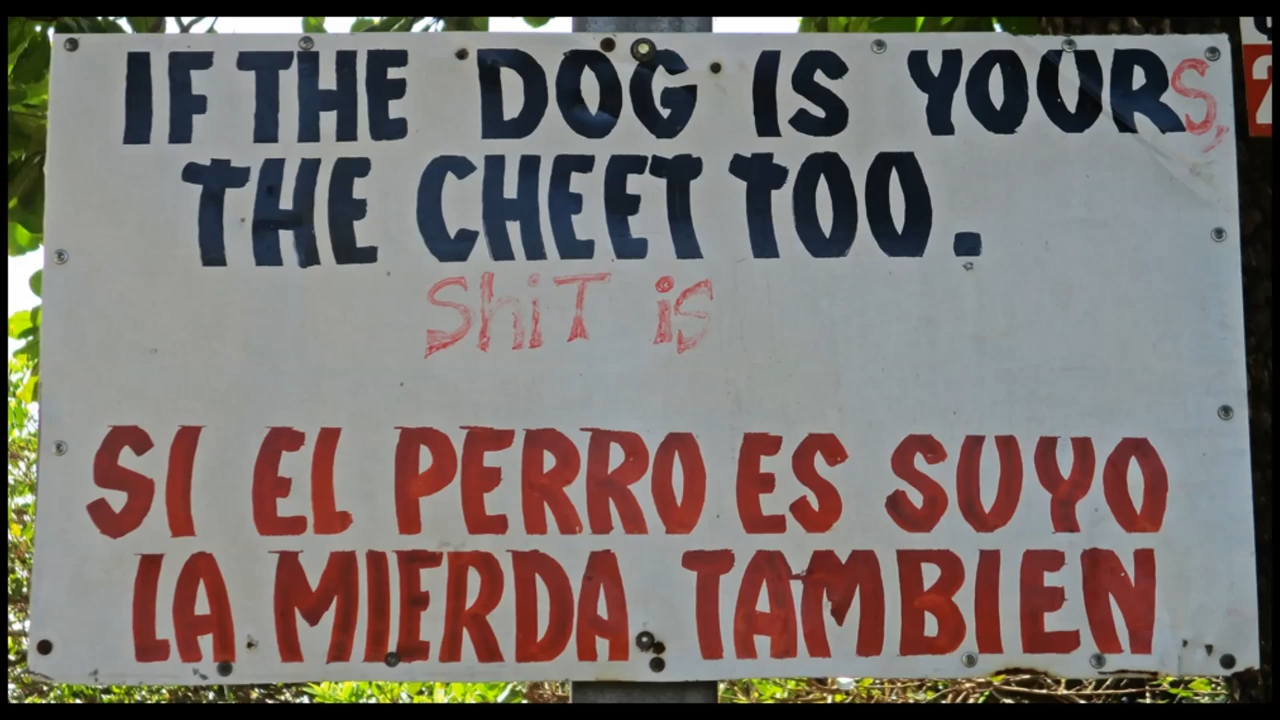 IF THE DOG IS YOURS,
THE CHEET TOO.
ShiT is
SI EL PERRO ES SUYO
LA MIERDA TAMBIEN